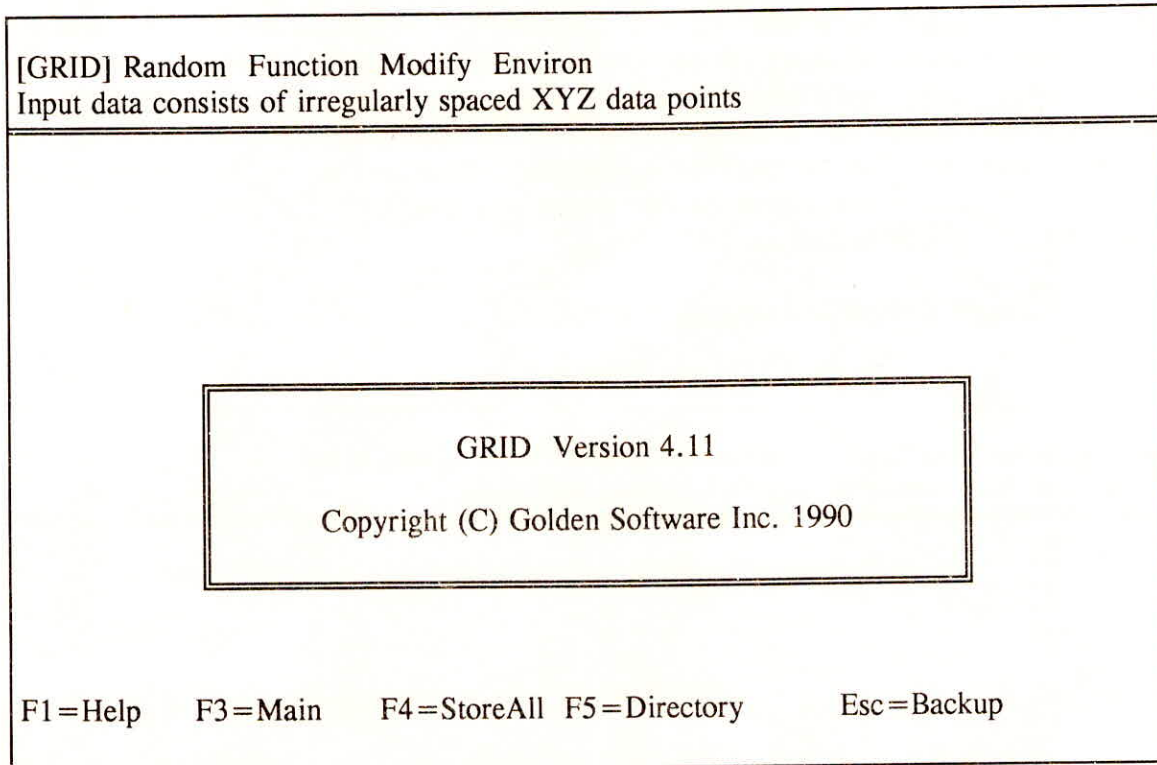 [GRID] Random Function Modify Environ
Input data consists of irregularly spaced XYZ data points
GRID Version 4.11
Copyright (C) Golden Software Inc. 1990
F1=Help F3=Main F4=StoreAll F5=Directory Esc=Backup